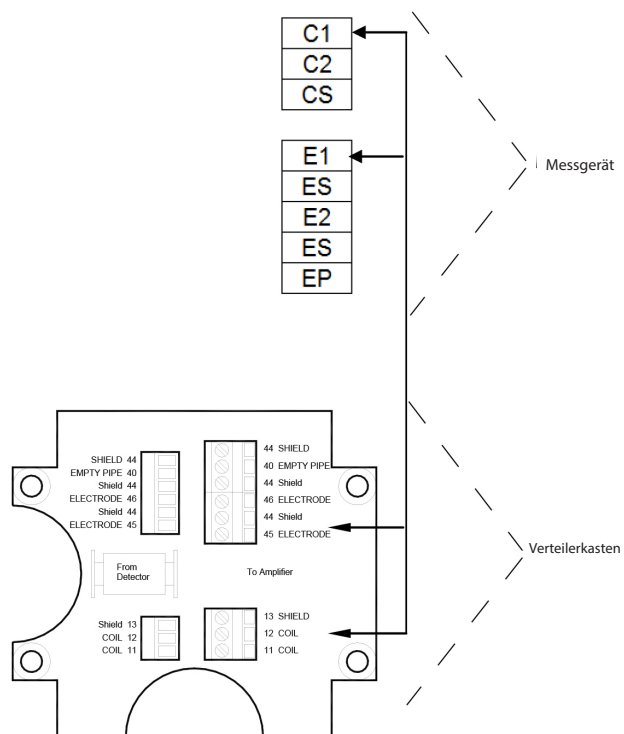 C1
C2
CS
E1
ES
E2
ES
EP
Messgerät
SHIELD 44
EMPTY PIPE 40
Shield 44
ELECTRODE 46
Shield 44
ELECTRODE 45
44 SHIELD
40 EMPTY PIPE
44 Shield
46 ELECTRODE
44 Shield
45 ELECTRODE
Verteilerkasten
From
Detector
To Amplifier
Shield 13
COIL 12
COIL 11
13 SHIELD
12 COIL
11 COIL